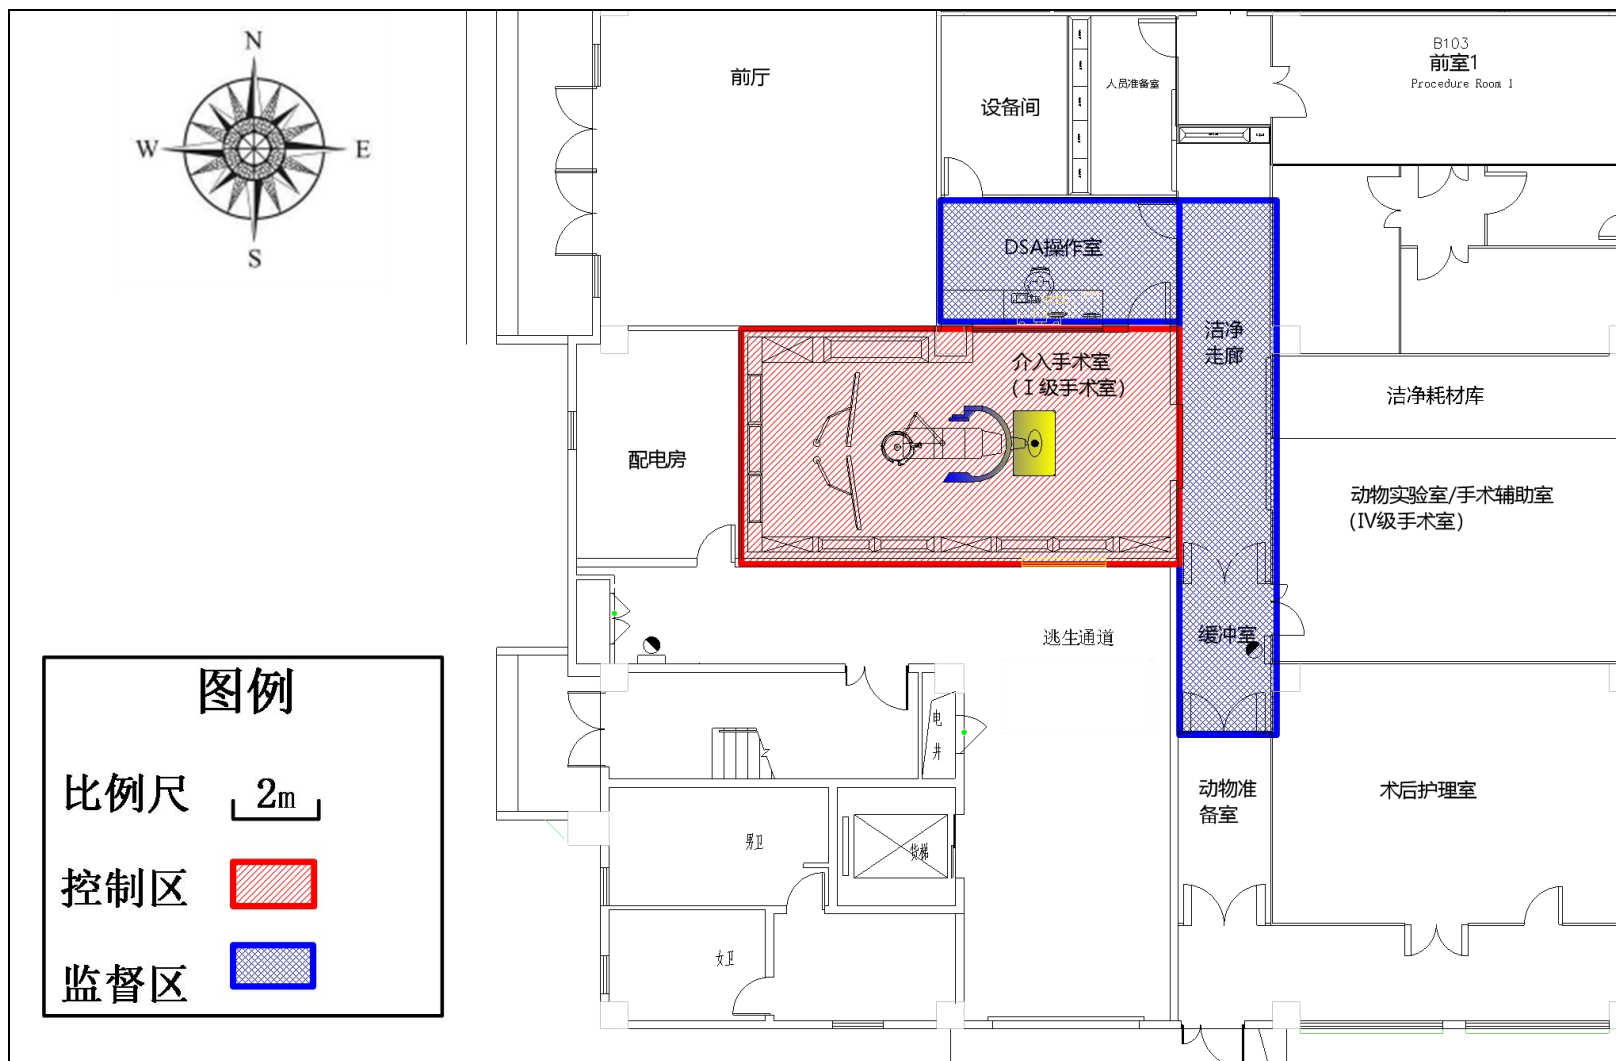 N
W
E
S
前厅
设备间
人员准备室
B103
前室1
Procedure Room 1
DSA操作室
洁净
走廊
介入手术室
(I 级手术室)
洁净耗材库
配电房
动物实验室/手术辅助室
(IV级手术室)
逃生通道
缓冲室
电
井
动物准
备室
术后护理室
男卫
货梯
女卫
图例
比例尺
2m
控制区
监督区